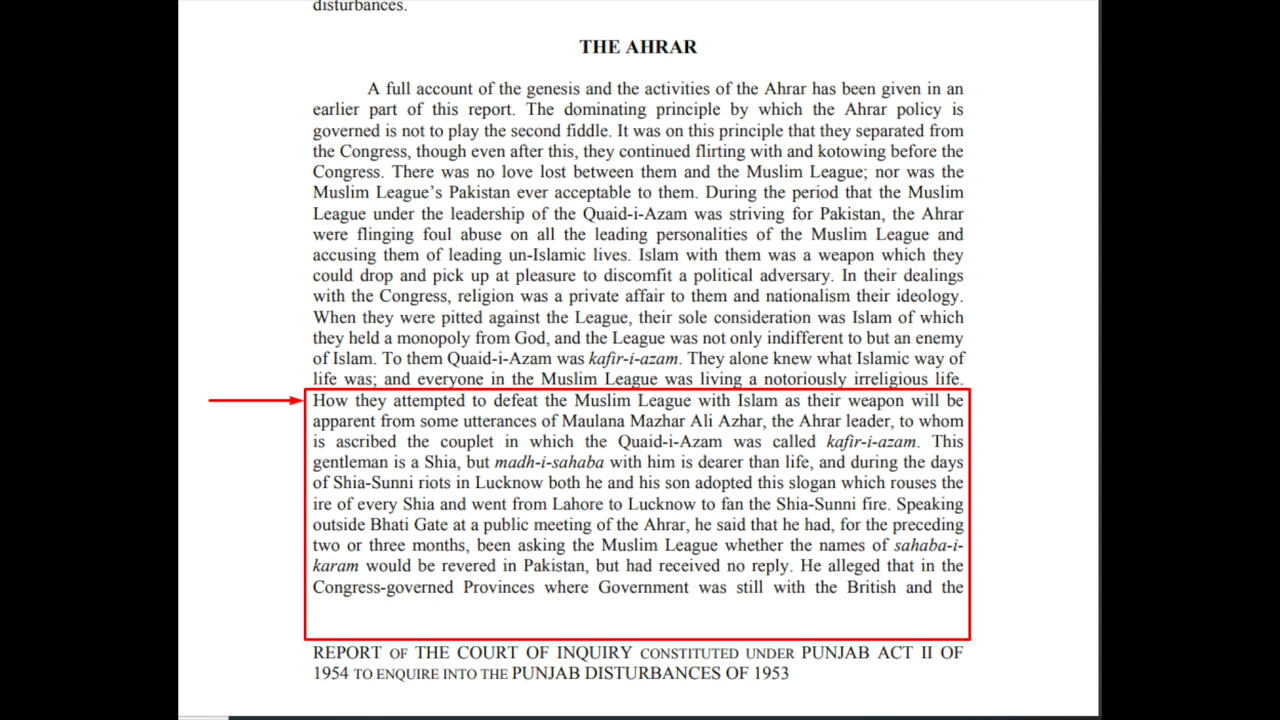 disturbances.
THE AHRAR
A full account of the genesis and the activities of the Ahrar has been given in an
earlier part of this report. The dominating principle by which the Ahrar policy is
governed is not to play the second fiddle. It was on this principle that they separated from
the Congress, though even after this, they continued flirting with and kotowing before the
Congress. There was no love lost between them and the Muslim League; nor was the
Muslim League’s Pakistan ever acceptable to them. During the period that the Muslim
League under the leadership of the Quaid-i-Azam was striving for Pakistan, the Ahrar
were flinging foul abuse on all the leading personalities of the Muslim League and
accusing them of leading un-Islamic lives. Islam with them was a weapon which they
could drop and pick up at pleasure to discomfit a political adversary. In their dealings
with the Congress, religion was a private affair to them and nationalism their ideology.
When they were pitted against the League, their sole consideration was Islam of which
they held a monopoly from God, and the League was not only indifferent to but an enemy
of Islam. To them Quaid-i-Azam was kafir-i-azam. They alone knew what Islamic way of
life was; and everyone in the Muslim League was living a notoriously irreligious life.
How they attempted to defeat the Muslim League with Islam as their weapon will be
apparent from some utterances of Maulana Mazhar Ali Azhar, the Ahrar leader, to whom
is ascribed the couplet in which the Quaid-i-Azam was called kafir-i-azam. This
gentleman is a Shia, but madh-i-sahaba with him is dearer than life, and during the days
of Shia-Sunni riots in Lucknow both he and his son adopted this slogan which rouses the
ire of every Shia and went from Lahore to Lucknow to fan the Shia-Sunni fire. Speaking
outside Bhati Gate at a public meeting of the Ahrar, he said that he had, for the preceding
two or three months, been asking the Muslim League whether the names of sahaba-i-
karam would be revered in Pakistan, but had received no reply. He alleged that in the
Congress-governed Provinces where Government was still with the British and the
REPORT OF THE COURT OF INQUIRY CONSTITUTED UNDER PUNJAB ACT II OF
1954 TO ENQUIRE INTO THE PUNJAB DISTURBANCES OF 1953